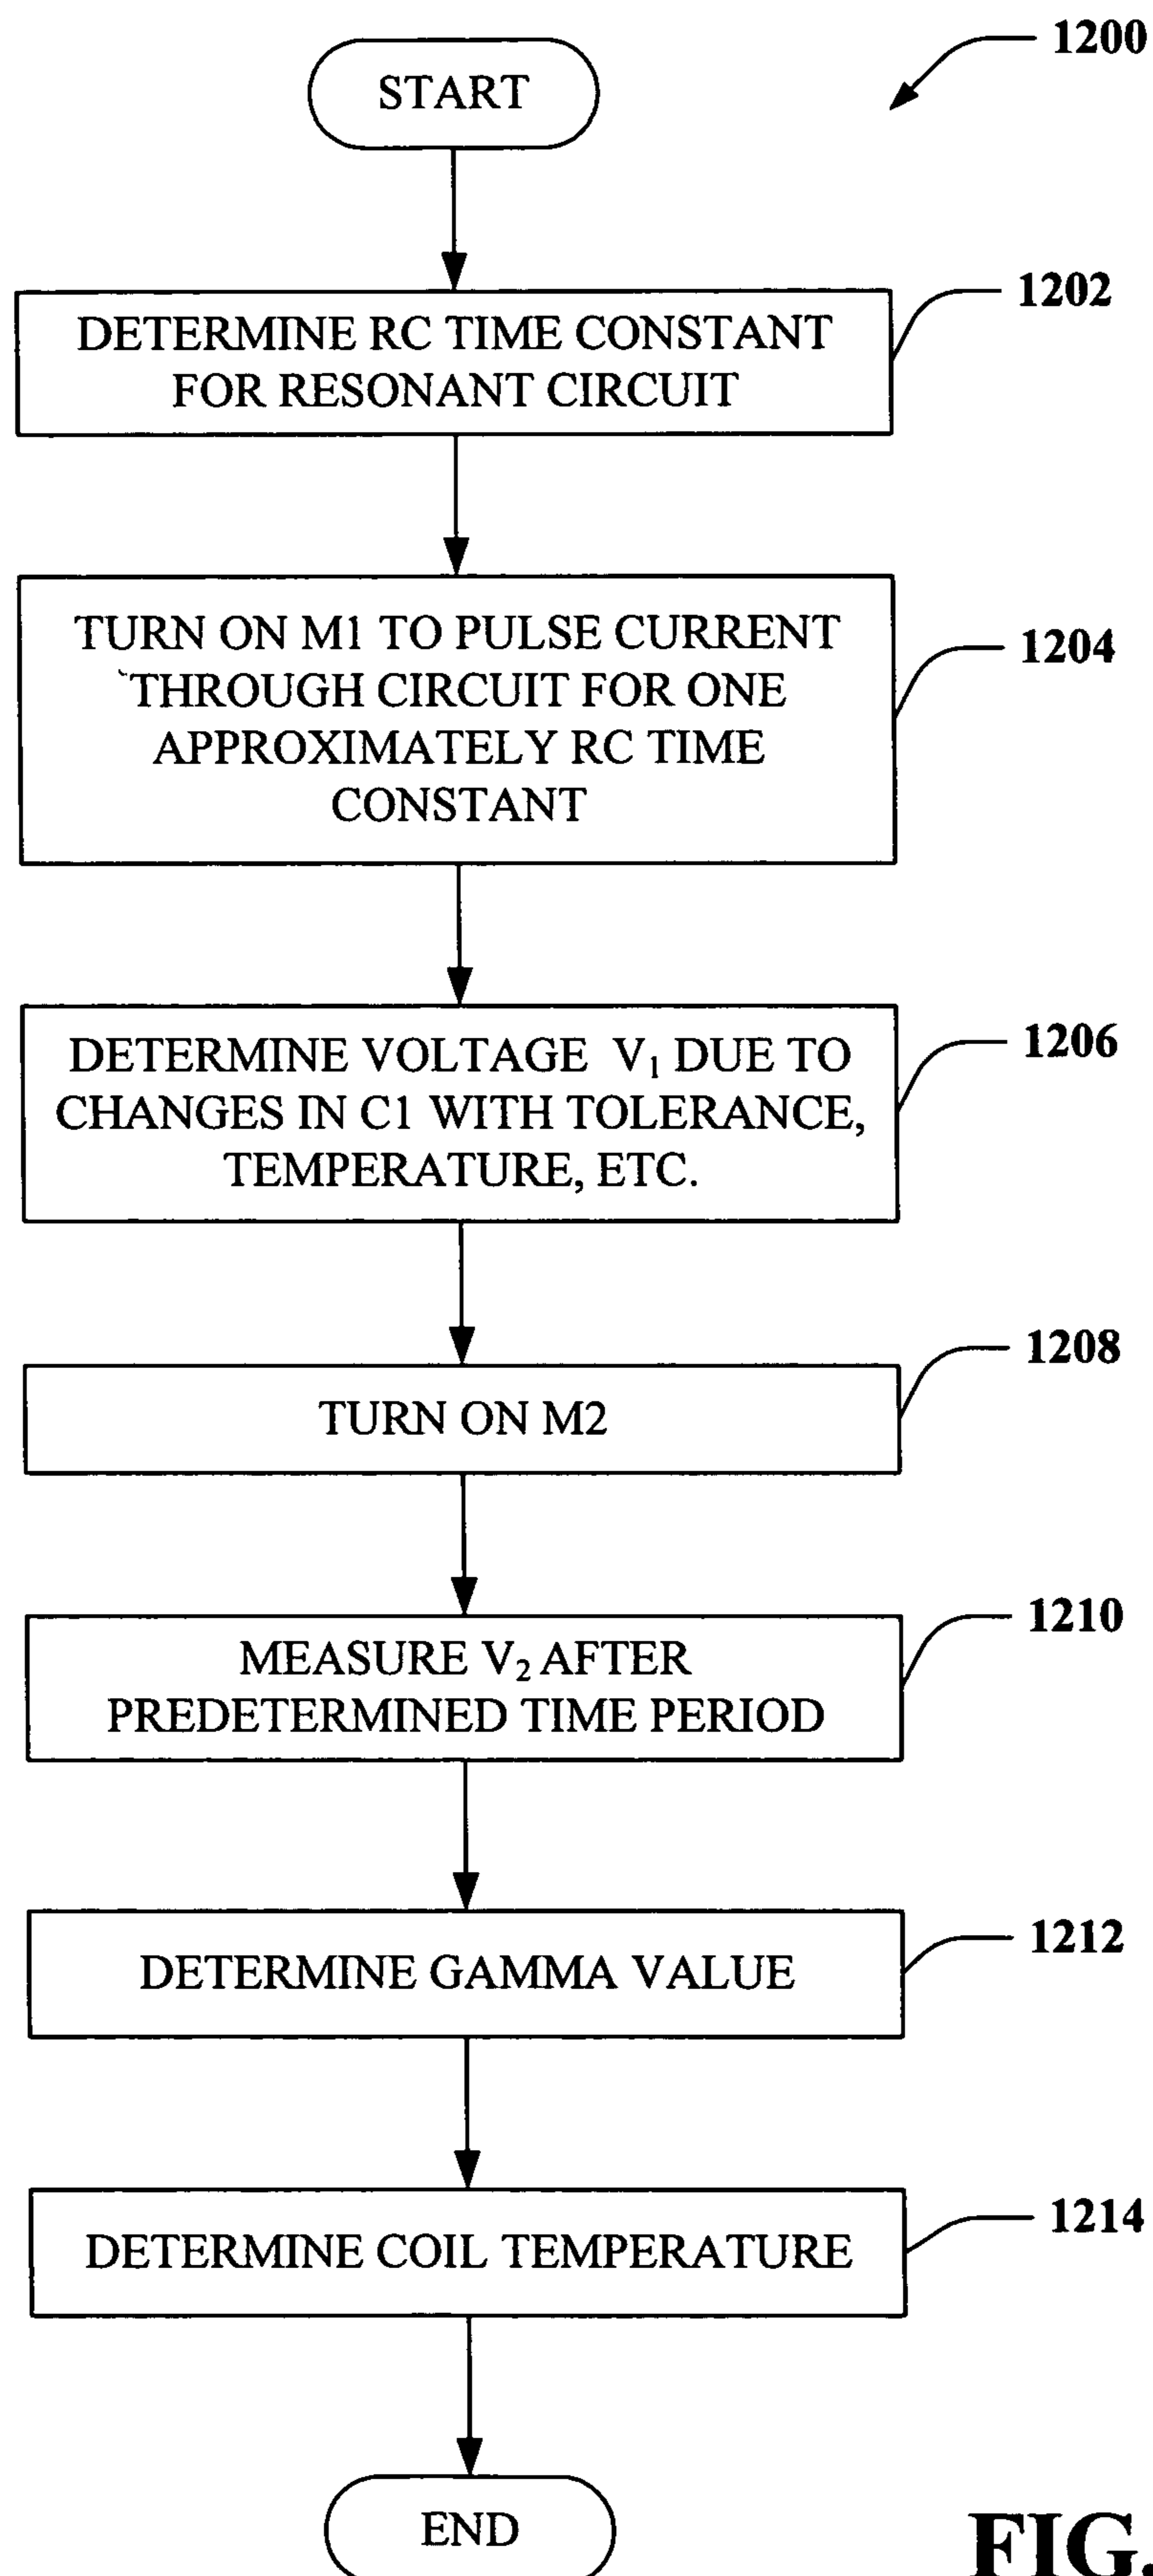 1200
START
1202
DETERMINE RC TIME CONSTANT
FOR RESONANT CIRCUIT
1204
TURN ON M1 TO PULSE CURRENT
THROUGH CIRCUIT FOR ONE
APPROXIMATELY RC TIME
CONSTANT
1206
DETERMINE VOLTAGE V₁ DUE TO
CHANGES IN C1 WITH TOLERANCE,
TEMPERATURE, ETC.
1208
TURN ON M2
1210
MEASURE V₂ AFTER
PREDETERMINED TIME PERIOD
1212
DETERMINE GAMMA VALUE
1214
DETERMINE COIL TEMPERATURE
END
FIG.